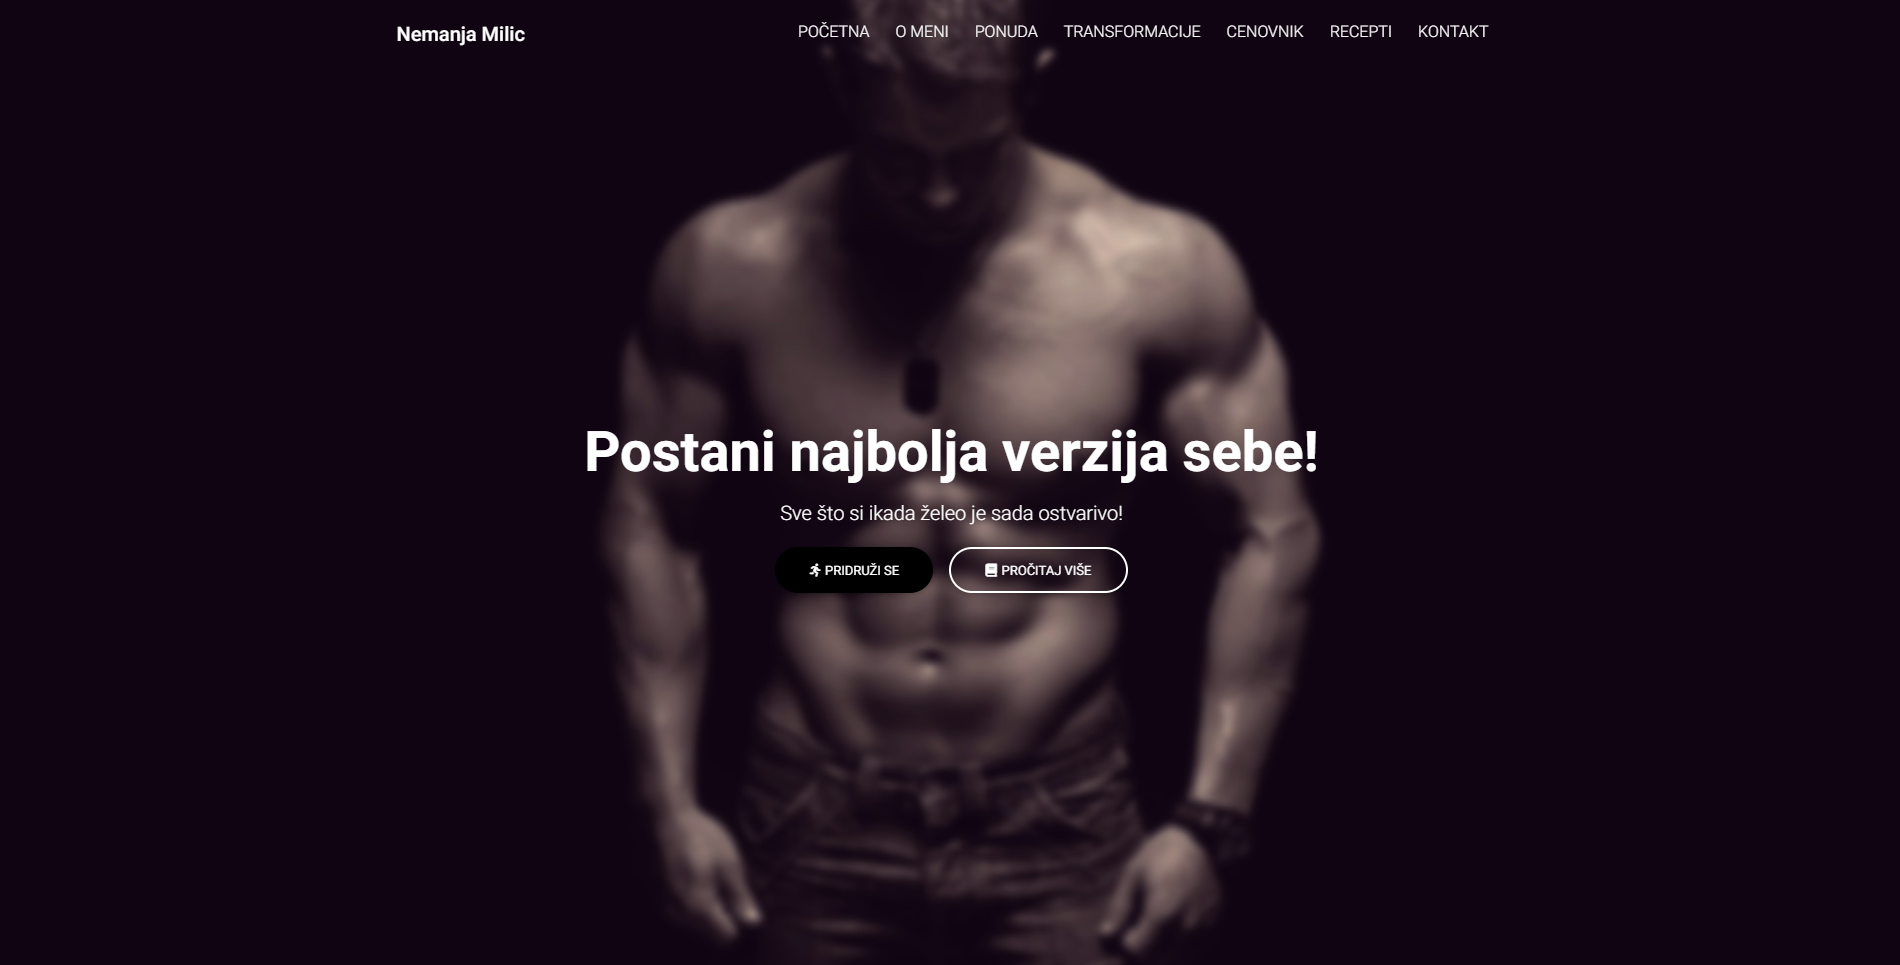 Nemanja Milic
POČETNA O MENI PONUDA TRANSFORMACIJE CENOVNIK RECEPTI KONTAKT
Postani najbolja verzija sebe!
Sve što si ikada želeo je sada ostvarivo!
PRIDRUŽI SE PROČITAJ VIŠE